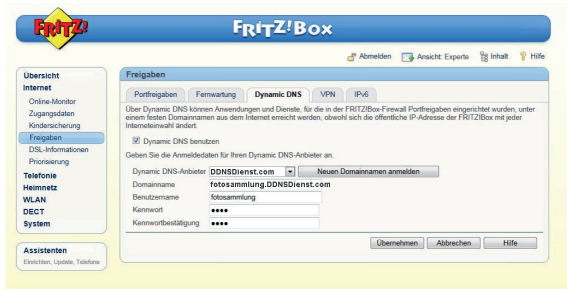 FRITZ!
FRITZ!Box
Abmelden
Ansicht: Experte
Inhalt
Hilfe
Übersicht
Internet
Online-Monitor
Zugangsdaten
Kindersicherung
Freigaben
DSL-Informationen
Priorisierung
Telefonie
Heimnetz
WLAN
DECT
System
Assistenten
Einrichten, Update, Telefone
Freigaben
Portfreigaben
Fernwartung
Dynamic DNS
VPN
IPv6
Über Dynamic DNS können Anwendungen und Dienste, für die in der FRITZ!Box-Firewall Portfreigaben eingerichtet wurden, unter
einem festen Domainnamen aus dem Internet erreicht werden, obwohl sich die öffentliche IP-Adresse der FRITZ!Box mit jeder
Interneteinwahl ändert.
Dynamic DNS benutzen
Geben Sie die Anmeldedaten für Ihren Dynamic DNS-Anbieter an.
Dynamic DNS-Anbieter DDNSDienst.com Neuen Domainnamen anmelden
Domainname fotosammlung.DDNSDienst.com
Benutzername fotosammlung
Kennwort ••••
Kennwortbestätigung ••••
Übernehmen Abbrechen Hilfe